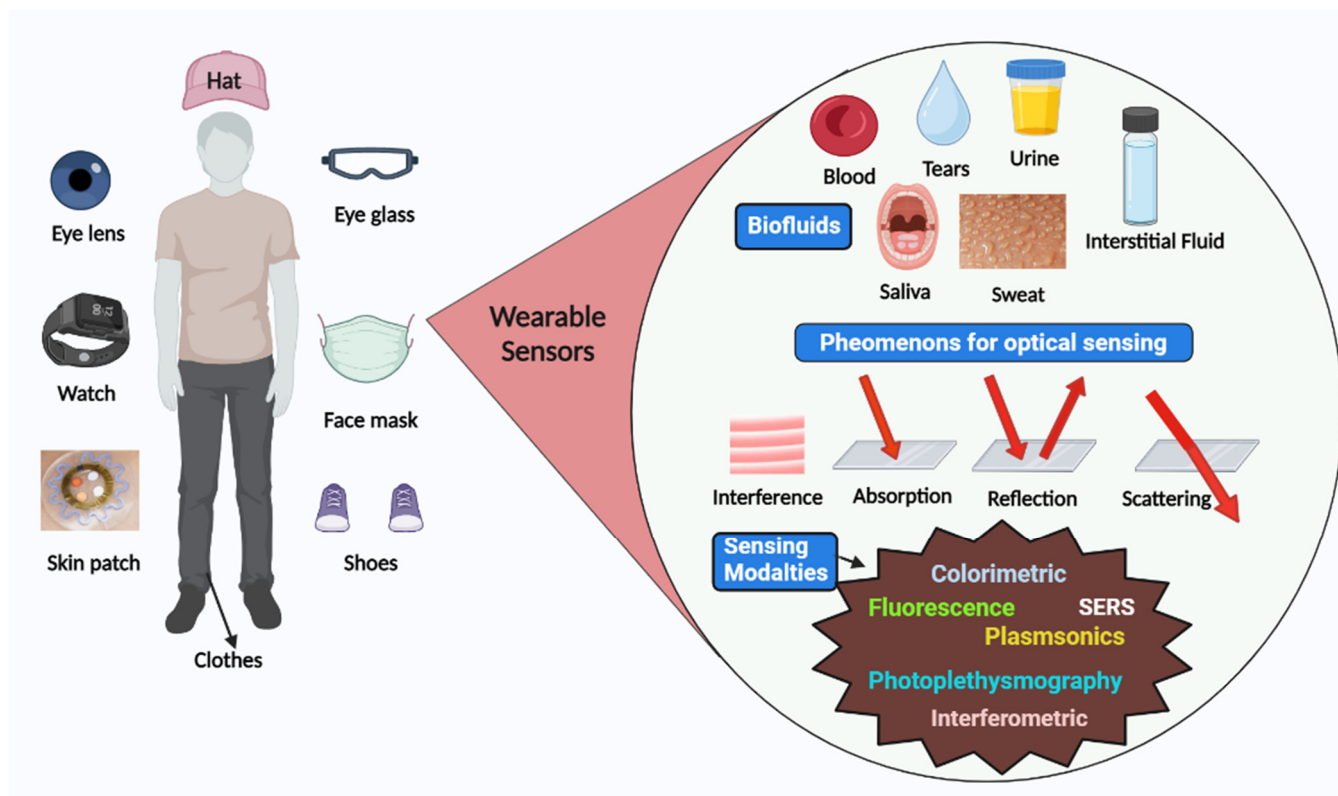 Hat
Eye lens
Eye glass
Watch
12
00
Face mask
Skin patch
Shoes
Clothes
Wearable
Sensors
Blood
Tears
Urine
Biofluids
Saliva
Sweat
Interstitial Fluid
Pheomenons for optical sensing
Interference
Absorption
Reflection
Scattering
Sensing
Modalties
Colorimetric
Fluorescence
SERS
Plasmsonics
Photoplethysmography
Interferometric